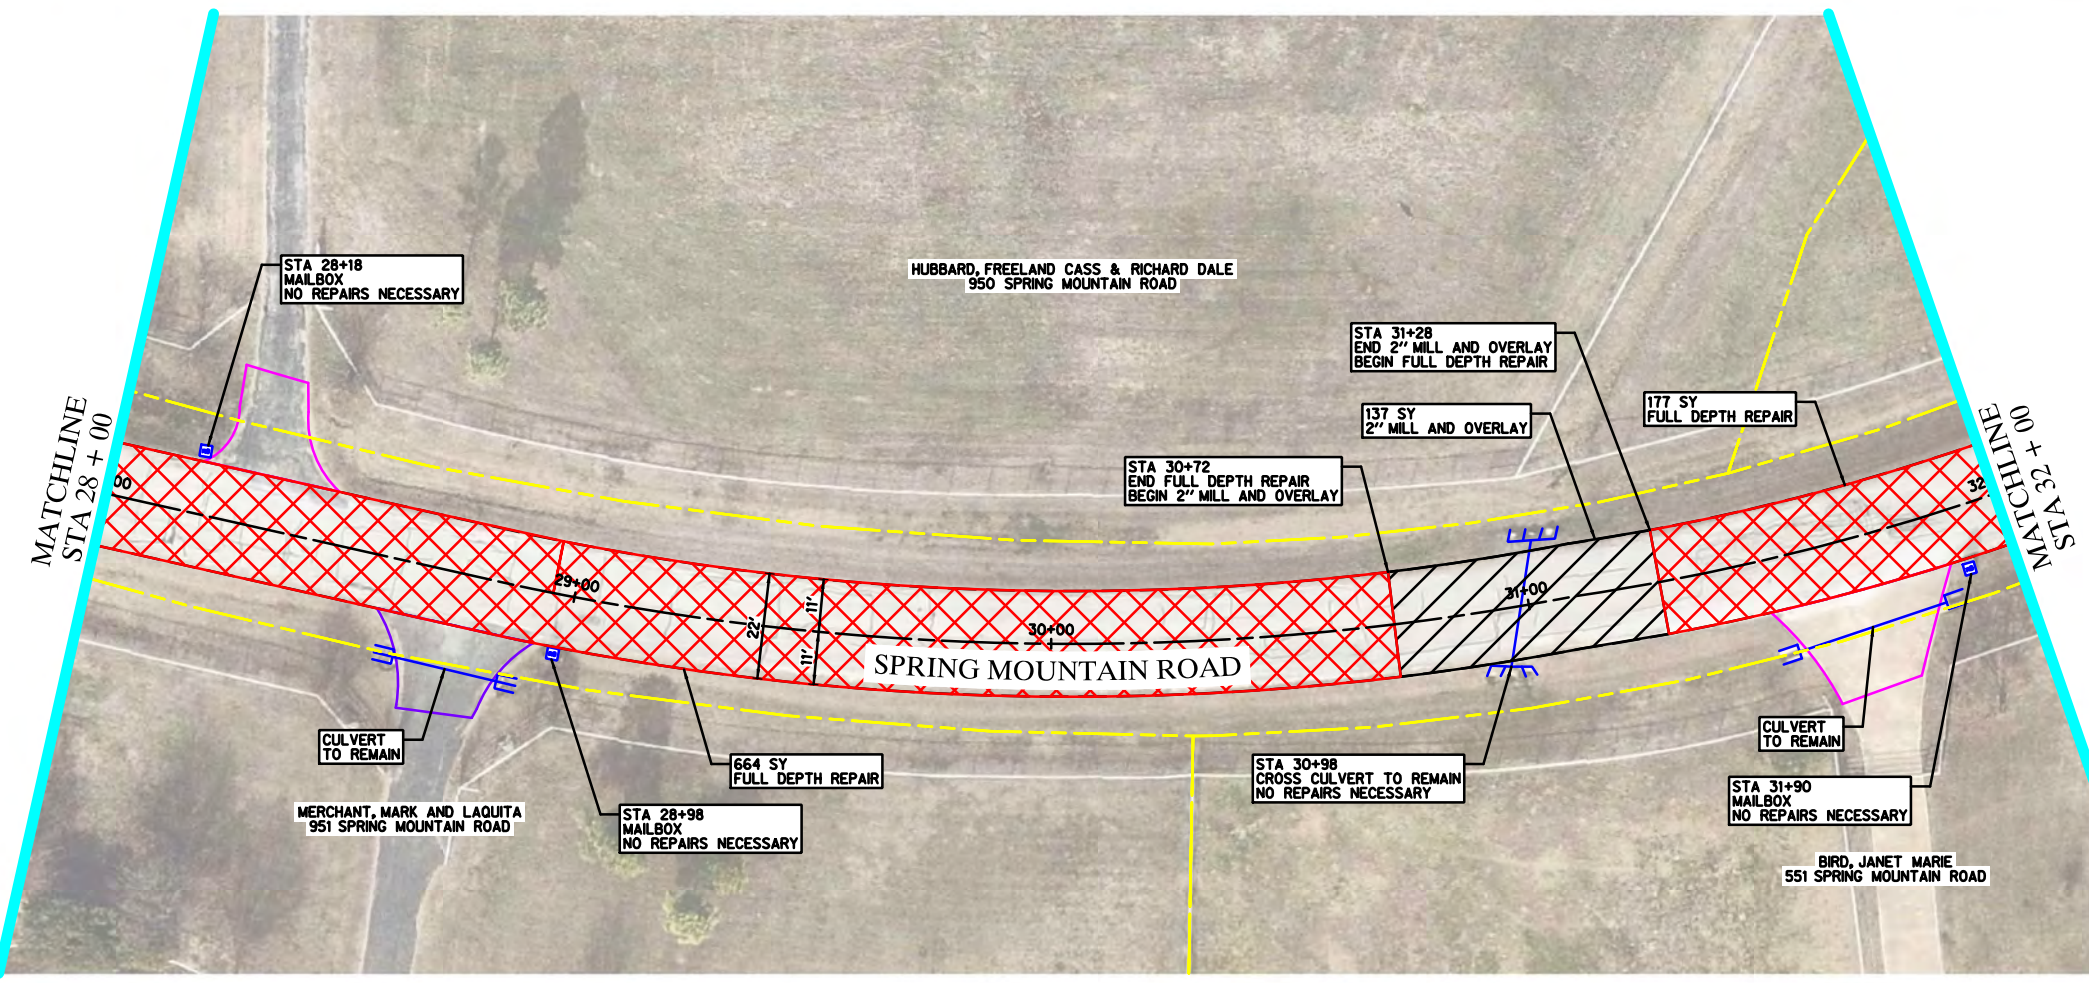 STA 28+18
MAILBOX
NO REPAIRS NECESSARY
HUBBARD, FREELAND CASS & RICHARD DALE
950 SPRING MOUNTAIN ROAD
STA 31+28
END 2" MILL AND OVERLAY
BEGIN FULL DEPTH REPAIR
137 SY
2" MILL AND OVERLAY
177 SY
FULL DEPTH REPAIR
STA 30+72
END FULL DEPTH REPAIR
BEGIN 2" MILL AND OVERLAY
MATCHLINE
STA 28 + 00
MATCHLINE
STA 32 + 00
00
29+00
22'
11'
11'
30+00
31+00
32
SPRING MOUNTAIN ROAD
CULVERT
TO REMAIN
664 SY
FULL DEPTH REPAIR
STA 30+98
CROSS CULVERT TO REMAIN
NO REPAIRS NECESSARY
CULVERT
TO REMAIN
MERCHANT, MARK AND LAQUITA
951 SPRING MOUNTAIN ROAD
STA 28+98
MAILBOX
NO REPAIRS NECESSARY
STA 31+90
MAILBOX
NO REPAIRS NECESSARY
BIRD, JANET MARIE
551 SPRING MOUNTAIN ROAD